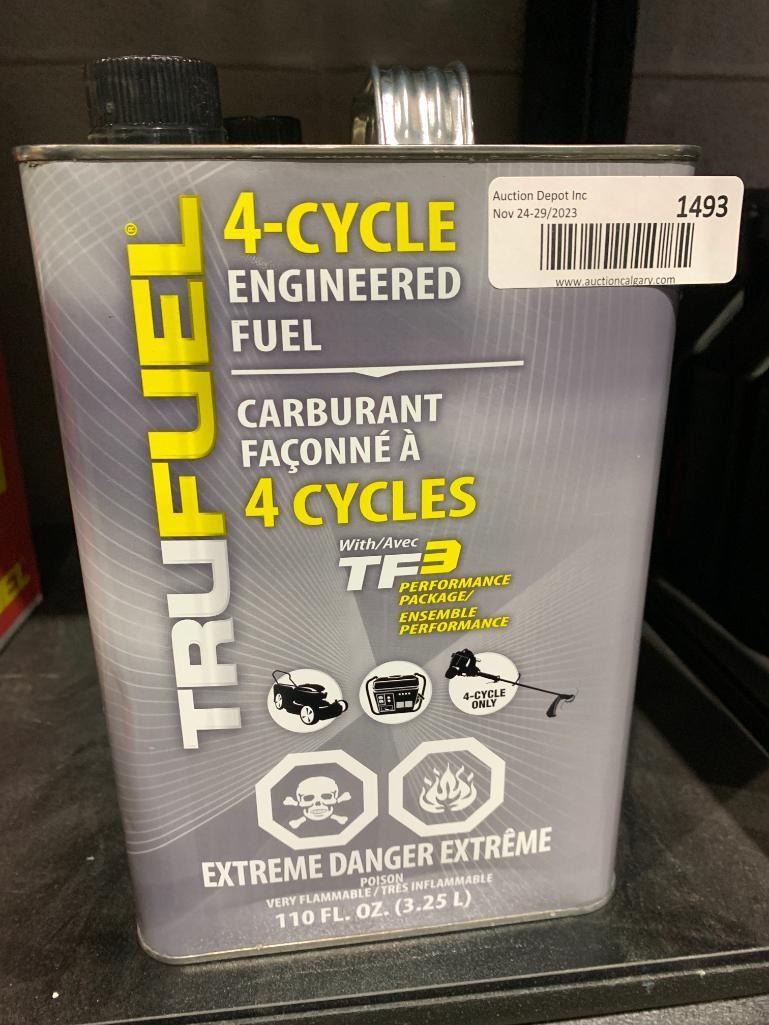 Auction Depot Inc
Nov 24-29/2023
1493
www.auctioncalgary.com
TRUFUEL®
4-CYCLE
ENGINEERED
FUEL
CARBURANT
FAÇONNÉ À
4 CYCLES
With/Avec
TF3
PERFORMANCE
PACKAGE/
ENSEMBLE
PERFORMANCE
4-CYCLE
ONLY
EXTREME DANGER EXTRÊME
POISON
VERY FLAMMABLE / TRÈS INFLAMMABLE
110 FL. OZ. (3.25 L)